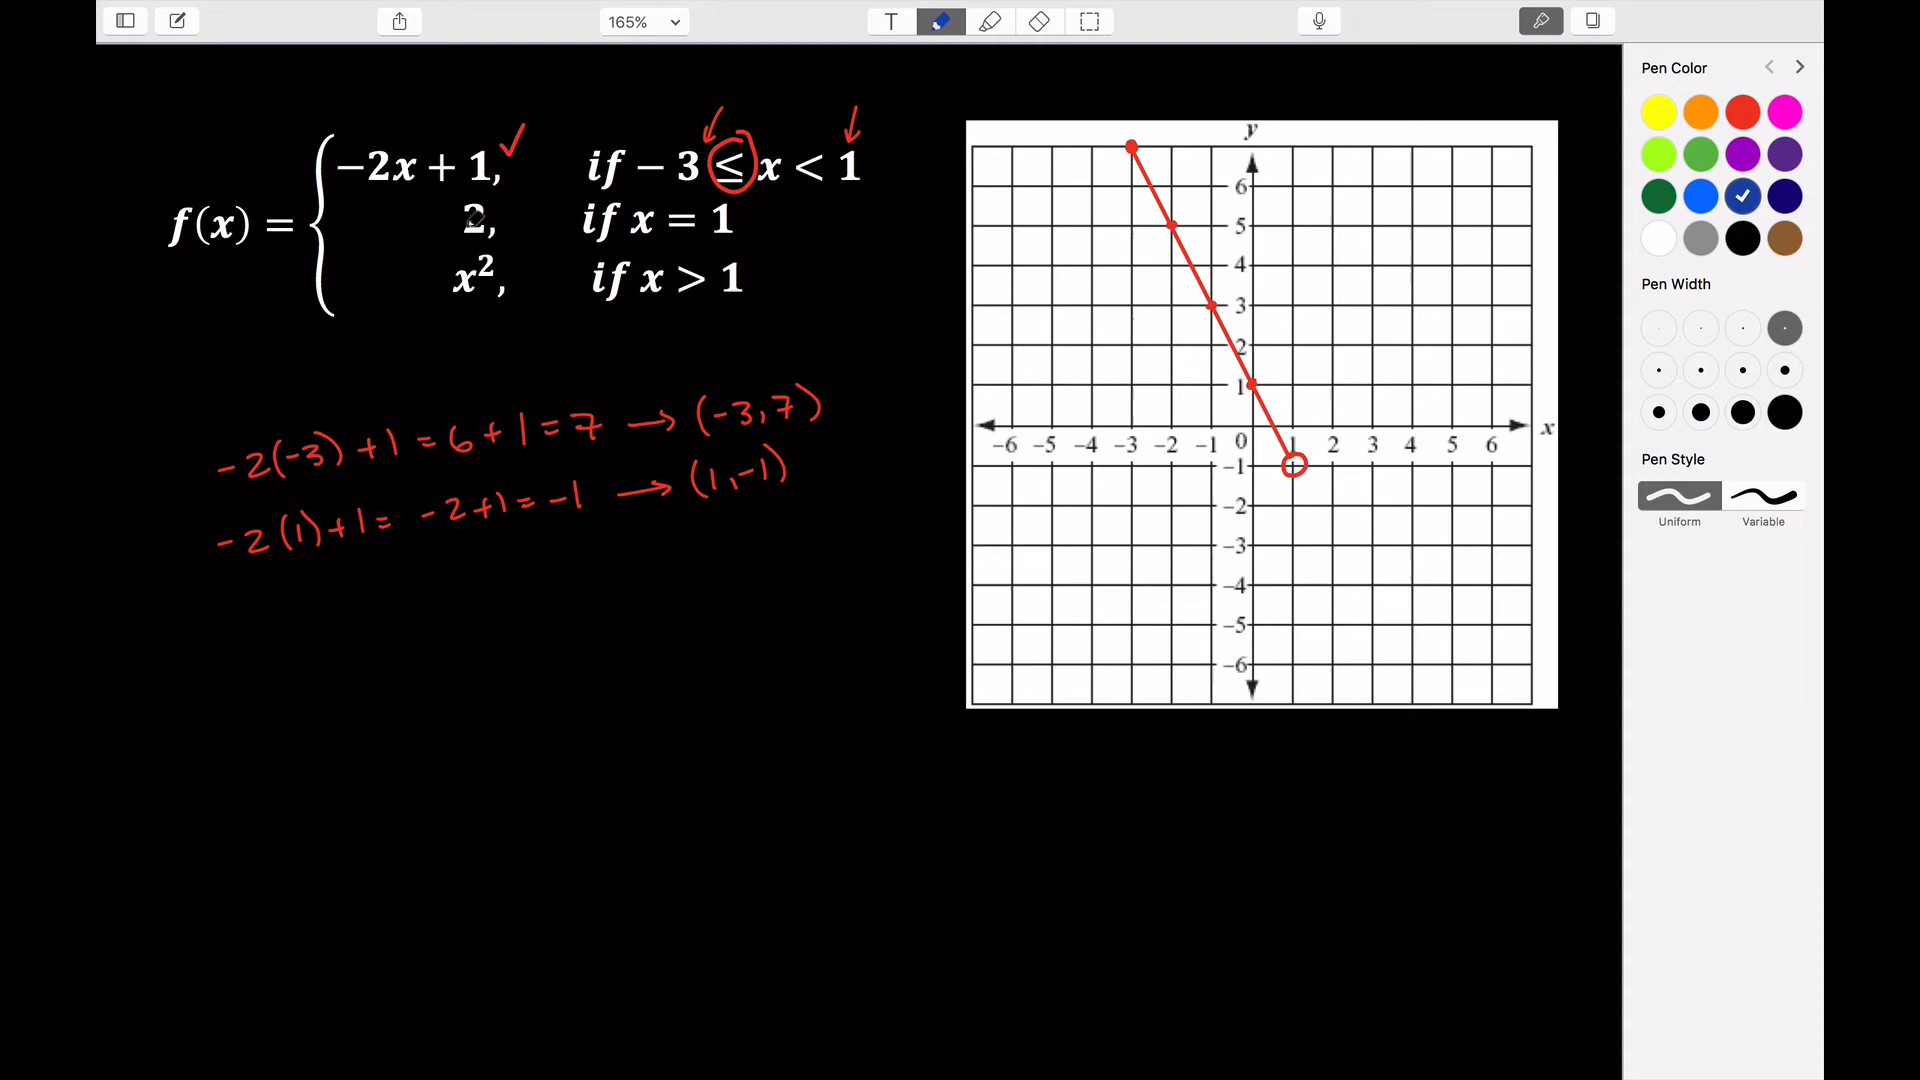 165%
T
Pen Color
f(x) = { −2x + 1, if − 3 ≤ x < 1
2, if x = 1
x², if x > 1
-2(-3)+1 = 6+1 = 7 → (-3,7)
-2(1)+1 = -2+1 = -1 → (1,-1)
y
6
5
4
3
2
1
−6 −5 −4 −3 −2 −1 0 1 2 3 4 5 6 x
−1
−2
−3
−4
−5
−6
Pen Width
Pen Style
Uniform Variable